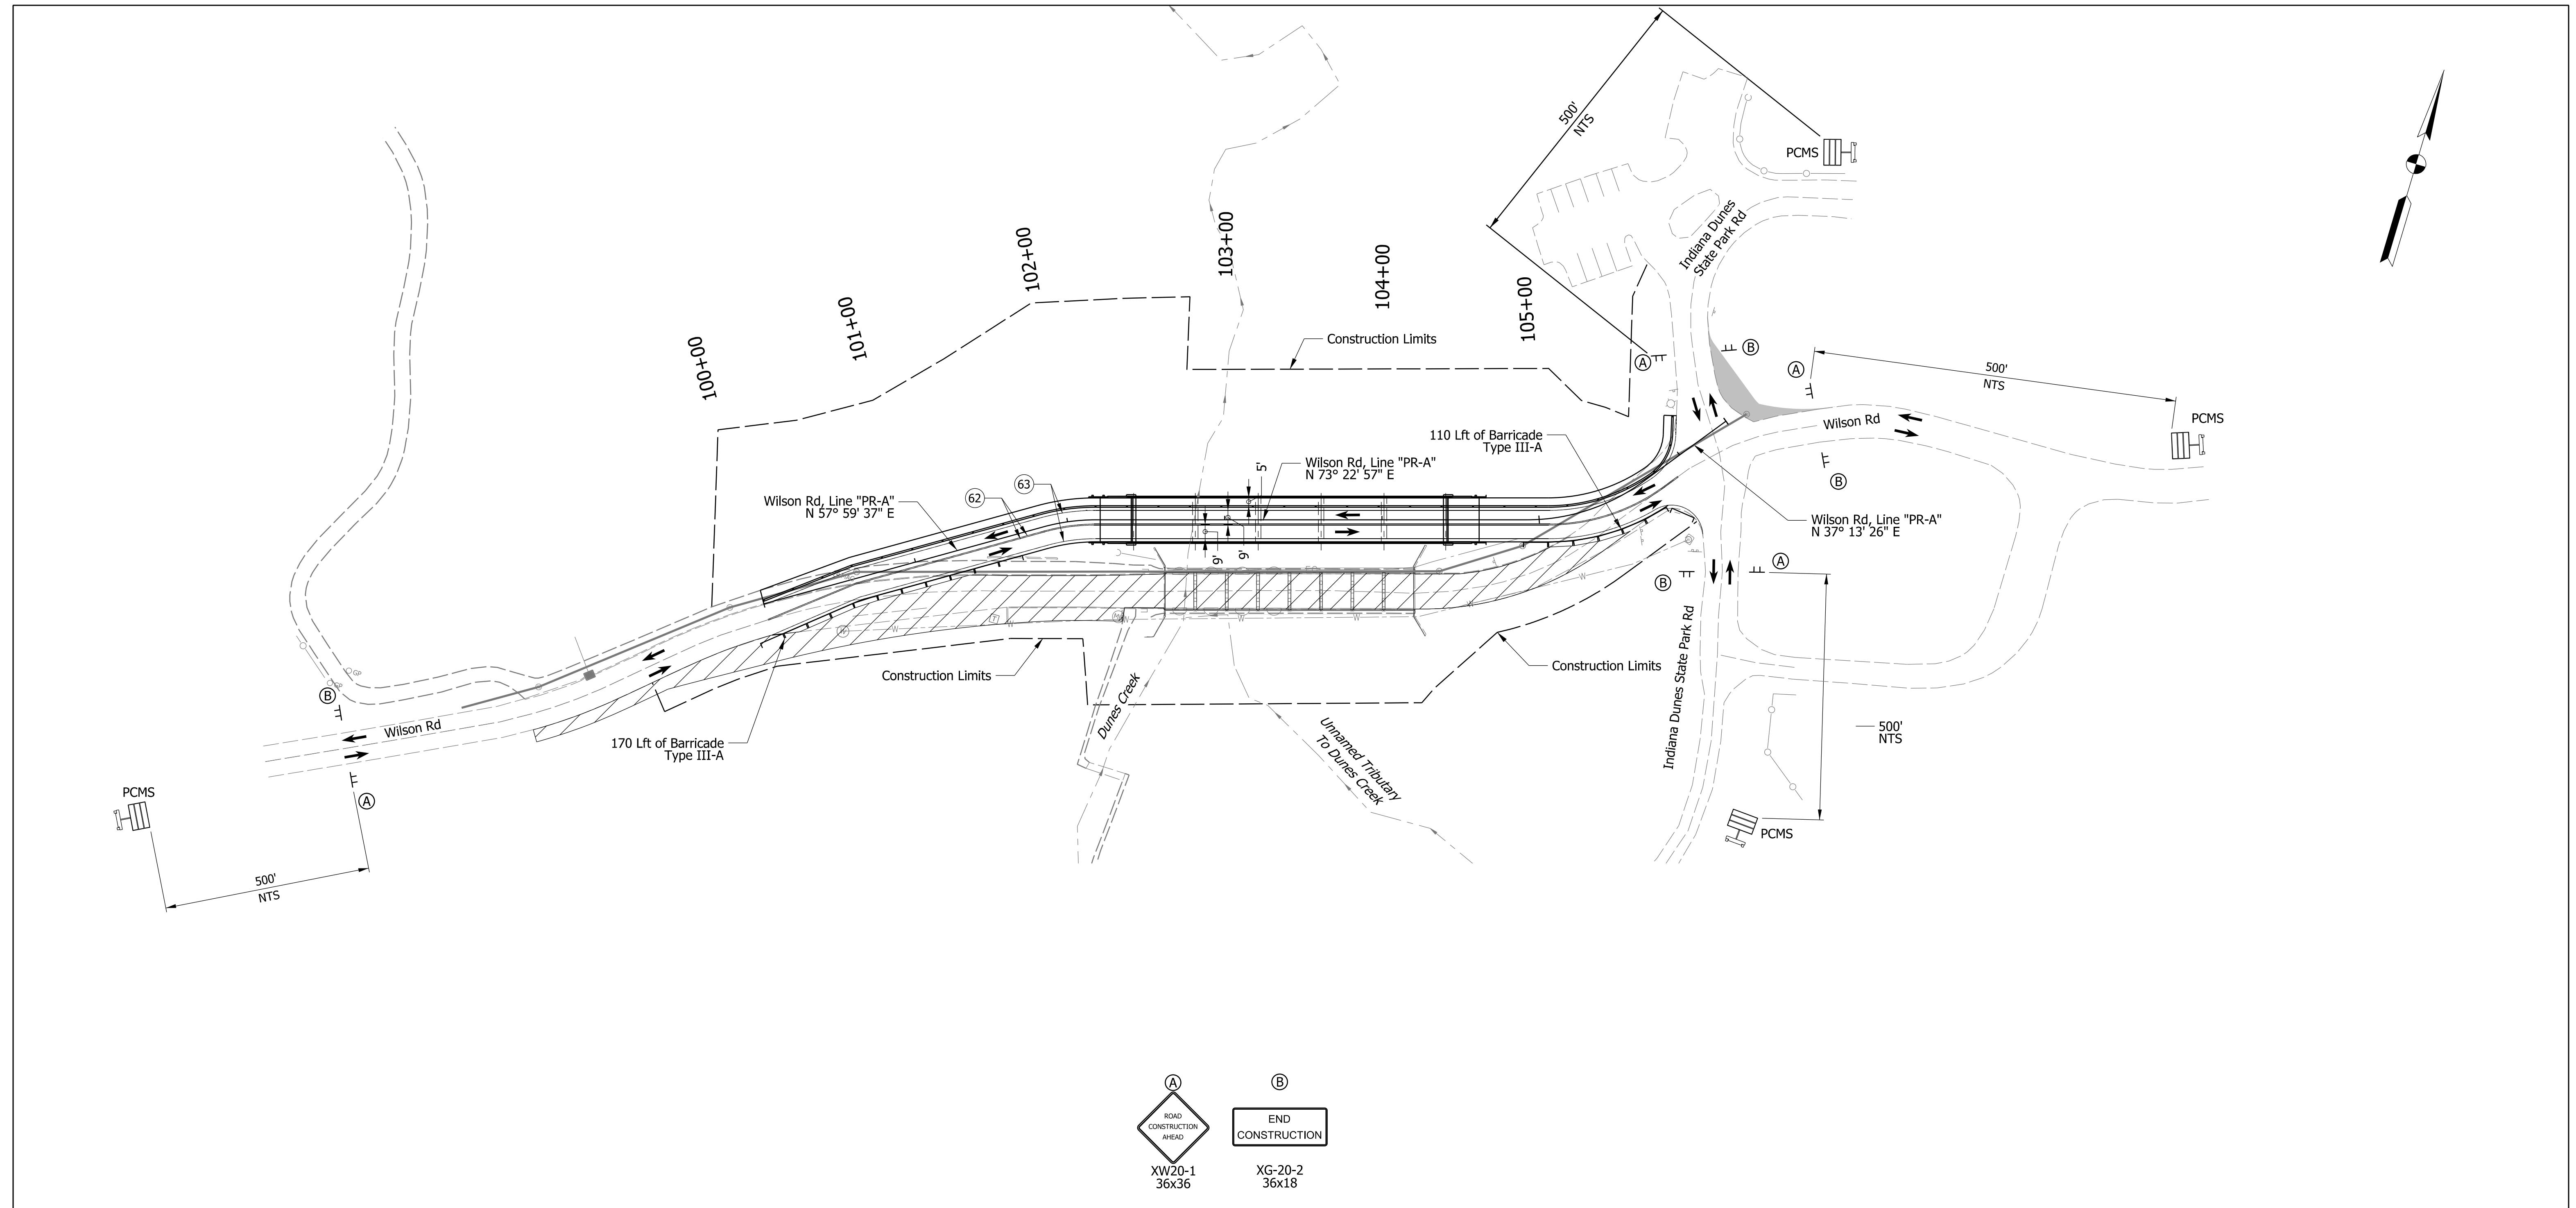 500'
NTS
PCMS
Indiana Dunes
State Park Rd
100+00
101+00
102+00
103+00
104+00
105+00
Construction Limits
A
B
A
500'
NTS
PCMS
Wilson Rd
B
110 Lft of Barricade
Type III-A
Wilson Rd, Line "PR-A"
N 73° 22' 57" E
5'
9'
9'
62
63
Wilson Rd, Line "PR-A"
N 57° 59' 37" E
Wilson Rd, Line "PR-A"
N 37° 13' 26" E
A
B
Indiana Dunes State Park Rd
Construction Limits
Construction Limits
Dunes Creek
Unnamed Tributary
To Dunes Creek
500'
NTS
PCMS
B
Wilson Rd
170 Lft of Barricade
Type III-A
A
PCMS
500'
NTS
A
ROAD
CONSTRUCTION
AHEAD
XW20-1
36x36
B
END
CONSTRUCTION
XG-20-2
36x18